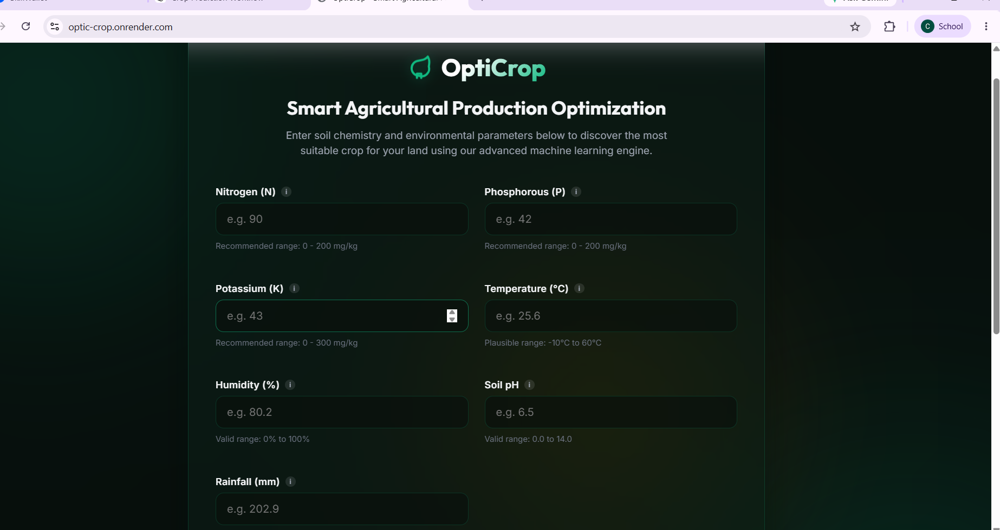 optic-crop.onrender.com
C School
OptiCrop
Smart Agricultural Production Optimization
Enter soil chemistry and environmental parameters below to discover the most
suitable crop for your land using our advanced machine learning engine.
Nitrogen (N) i
Phosphorous (P) i
e.g. 90
e.g. 42
Recommended range: 0 - 200 mg/kg
Recommended range: 0 - 200 mg/kg
Potassium (K) i
Temperature (°C) i
e.g. 43
e.g. 25.6
Recommended range: 0 - 300 mg/kg
Plausible range: -10°C to 60°C
Humidity (%) i
Soil pH i
e.g. 80.2
e.g. 6.5
Valid range: 0% to 100%
Valid range: 0.0 to 14.0
Rainfall (mm) i
e.g. 202.9